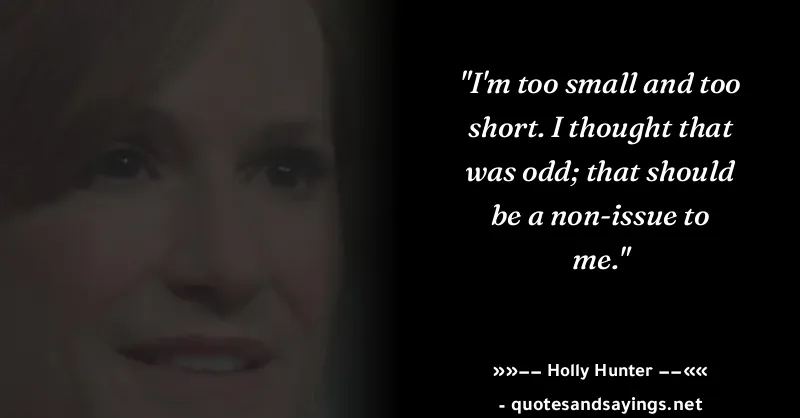 "I'm too small and too
short. I thought that
was odd; that should
be a non-issue to
me."
»»−− Holly Hunter −−««
- quotesandsayings.net